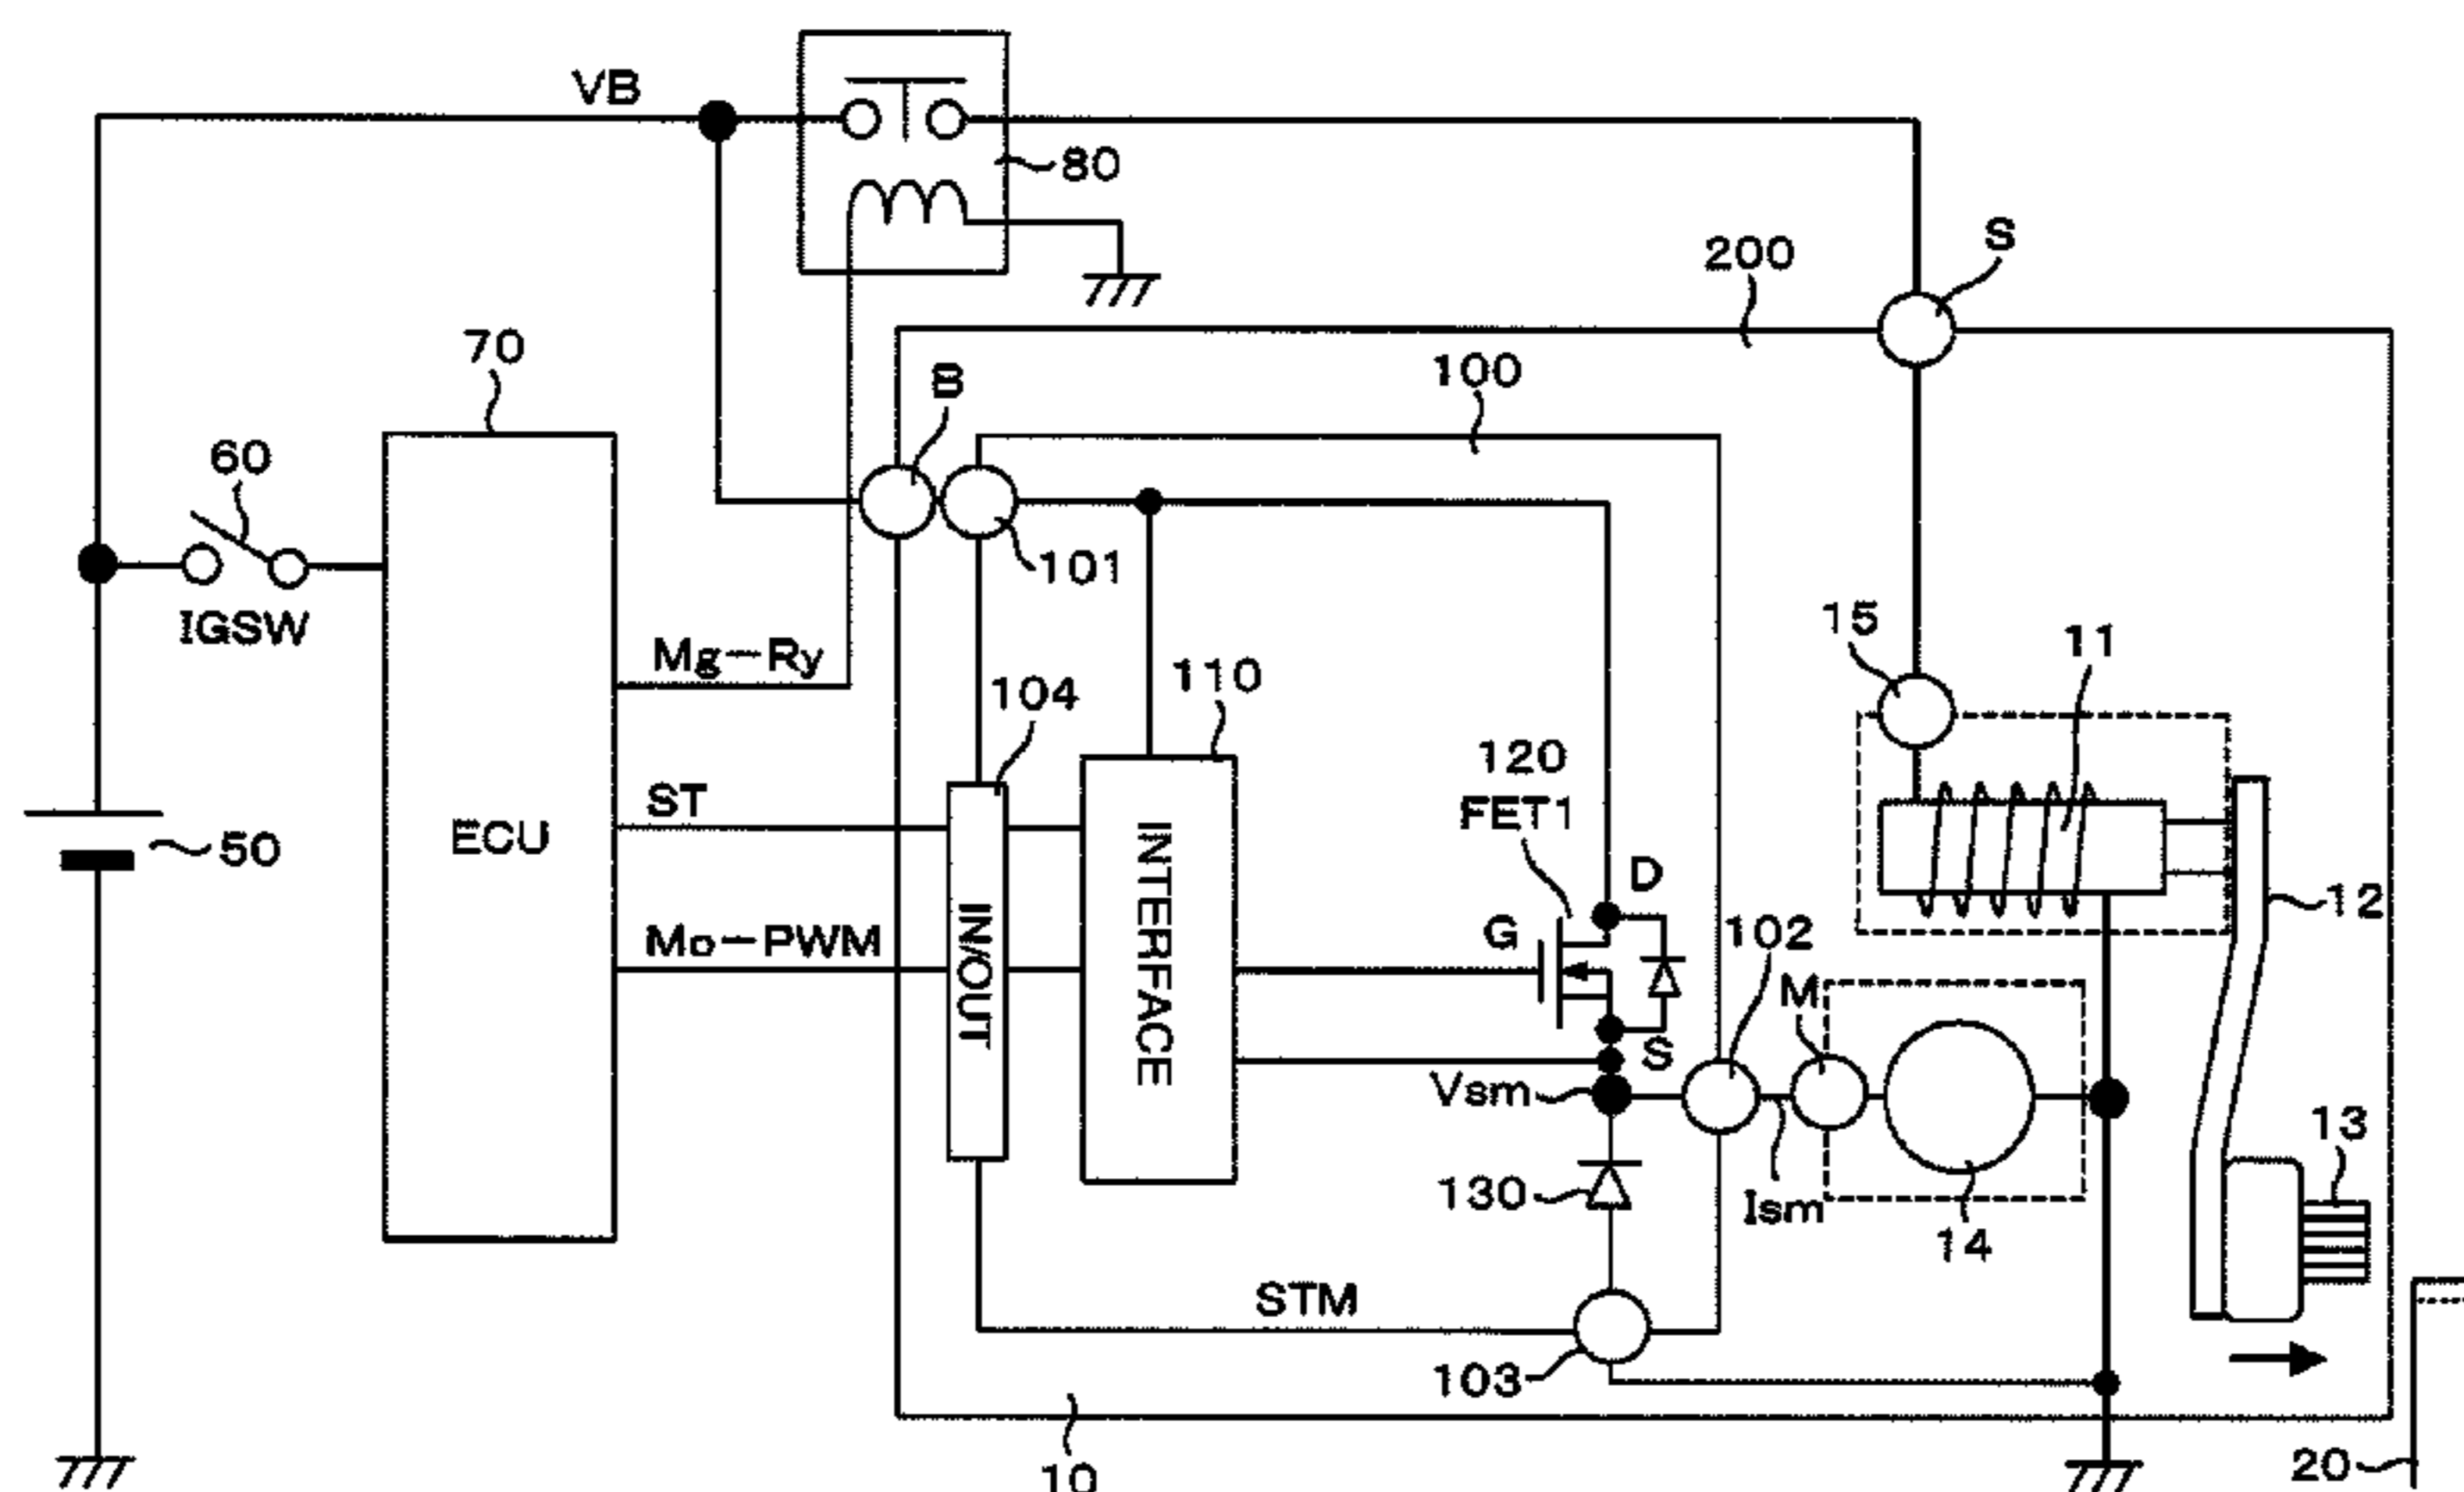 VB
80
S
200
70
100
B
60
101
IGSW
15
11
Mg-Ry
110
104
120
FET1
ST
D
ECU
50
12
IN/OUT
INTERFACE
G
102
Mo-PWM
M
S
Vsm
13
130
Ism
14
STM
103
10
20